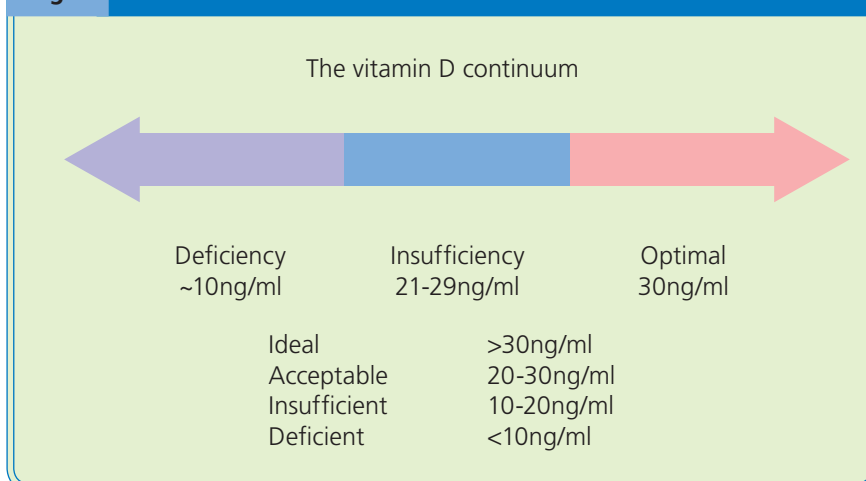 The vitamin D continuum
Deficiency Insufficiency Optimal
~10ng/ml 21-29ng/ml 30ng/ml
Ideal >30ng/ml
Acceptable 20-30ng/ml
Insufficient 10-20ng/ml
Deficient <10ng/ml